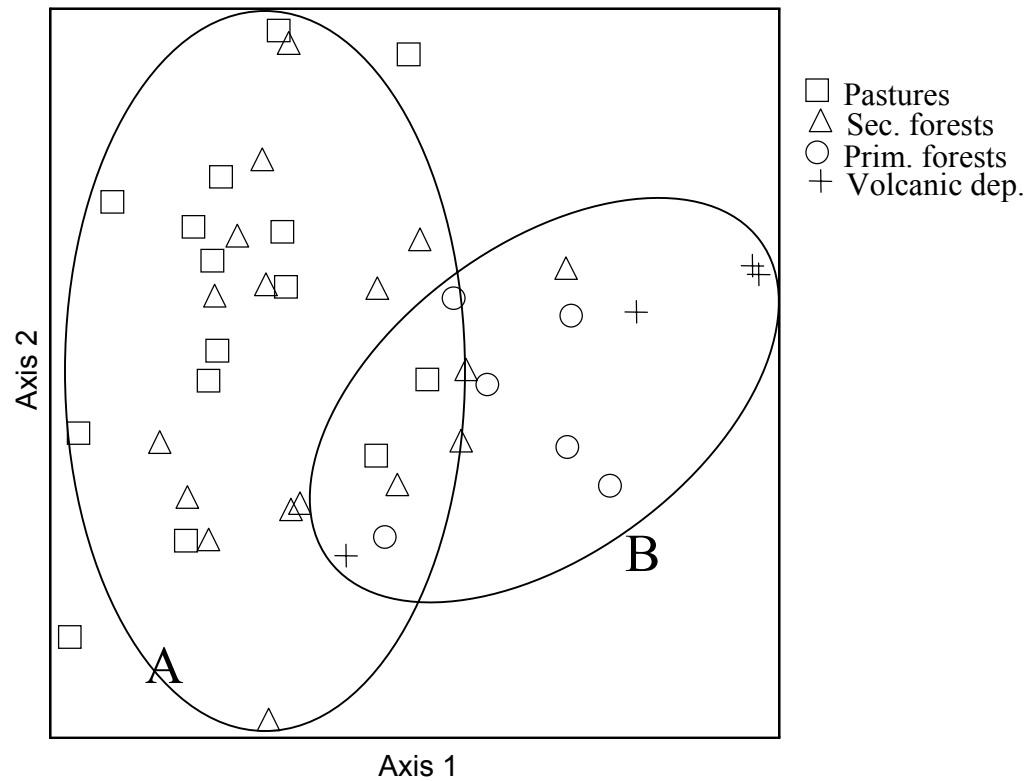 Pastures
Sec. forests
Prim. forests
Volcanic dep.
Axis 2
B
A
Axis 1